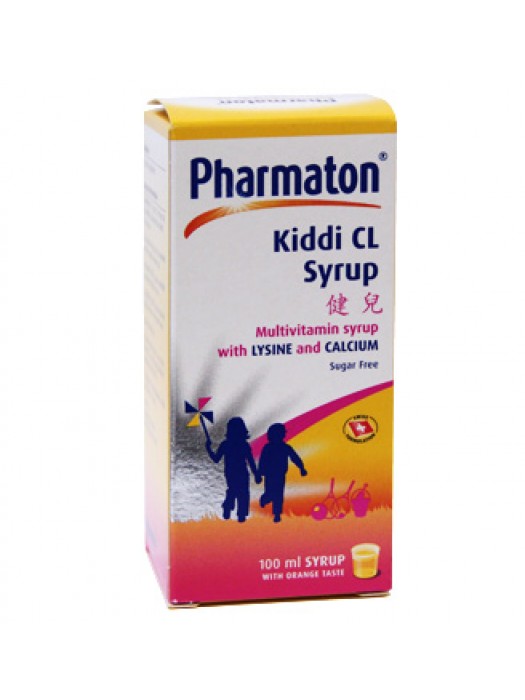 Pharmaton
Pharmaton®
Kiddi CL
Syrup
健兒
Multivitamin syrup
with LYSINE and CALCIUM
Sugar Free
100 ml SYRUP
WITH ORANGE TASTE